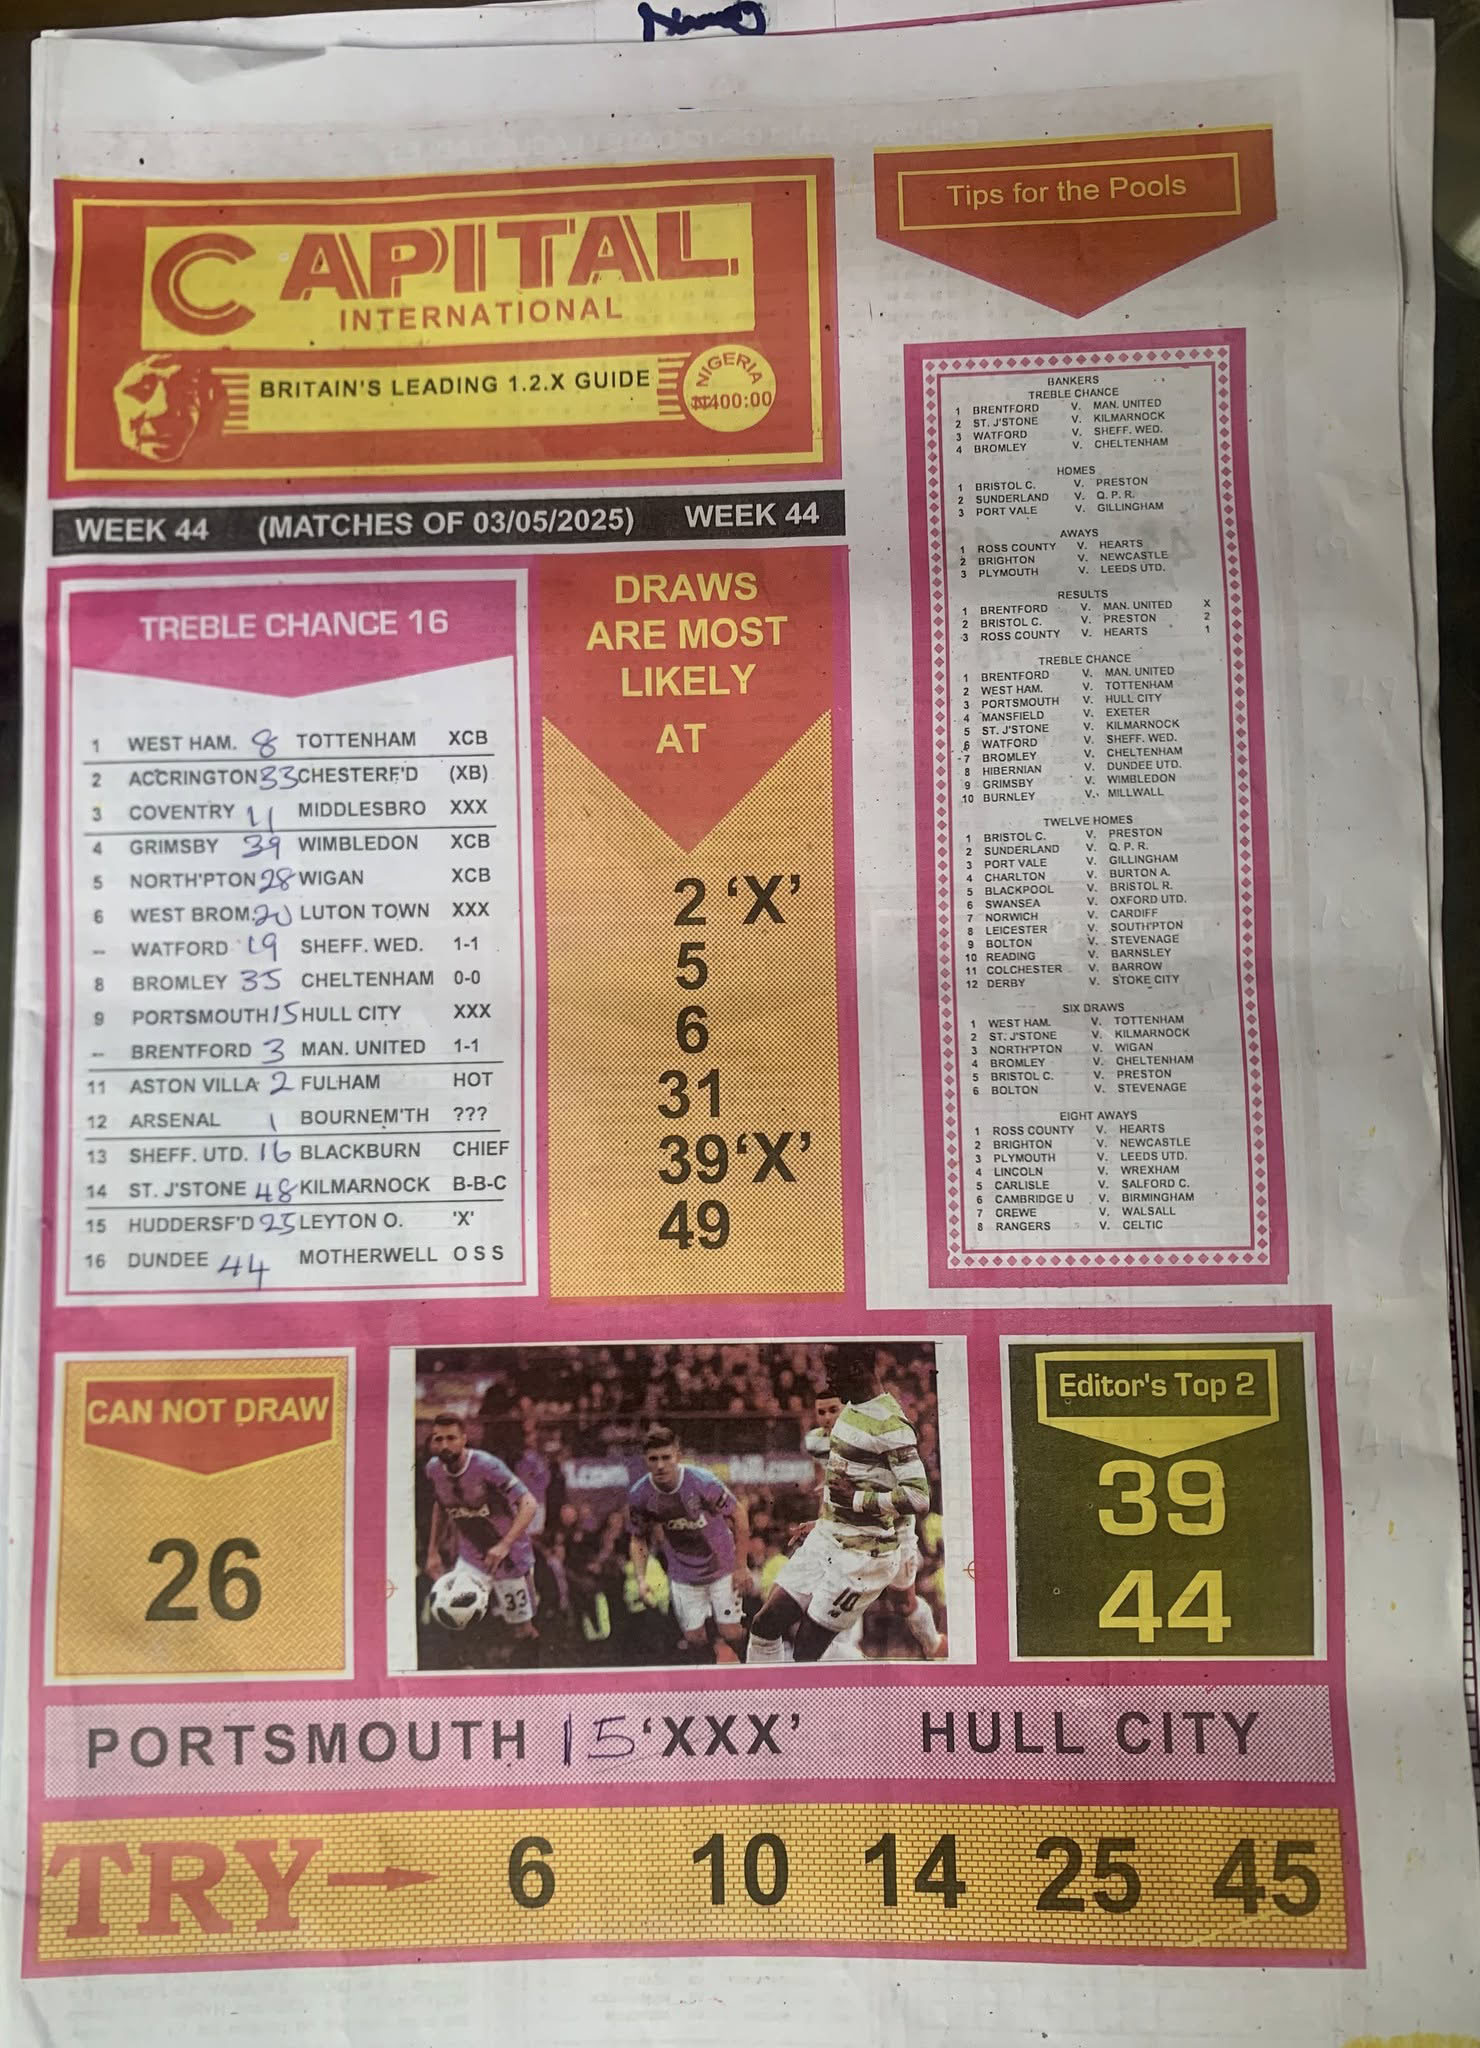 CAPITAL
INTERNATIONAL
BRITAIN'S LEADING 1.2.X GUIDE
NIGERIA
₦400:00
Tips for the Pools
WEEK 44 (MATCHES OF 03/05/2025) WEEK 44
TREBLE CHANCE 16
1 WEST HAM. 8 TOTTENHAM XCB
2 ACCRINGTON 33 CHESTERF'D (XB)
3 COVENTRY 11 MIDDLESBRO XXX
4 GRIMSBY 39 WIMBLEDON XCB
5 NORTH'PTON 28 WIGAN XCB
6 WEST BROM. 20 LUTON TOWN XXX
-- WATFORD 19 SHEFF. WED. 1-1
8 BROMLEY 35 CHELTENHAM 0-0
9 PORTSMOUTH 15 HULL CITY XXX
-- BRENTFORD 3 MAN. UNITED 1-1
11 ASTON VILLA 2 FULHAM HOT
12 ARSENAL 1 BOURNEM'TH ???
13 SHEFF. UTD. 16 BLACKBURN CHIEF
14 ST. J'STONE 48 KILMARNOCK B-B-C
15 HUDDERSF'D 25 LEYTON O. 'X'
16 DUNDEE 44 MOTHERWELL O S S
DRAWS
ARE MOST
LIKELY
AT
2 'X'
5
6
31
39 'X'
49
BANKERS
TREBLE CHANCE
1 BRENTFORD V. MAN. UNITED
2 ST. J'STONE V. KILMARNOCK
3 WATFORD V. SHEFF. WED.
4 BROMLEY V. CHELTENHAM
HOMES
1 BRISTOL C. V. PRESTON
2 SUNDERLAND V. Q. P. R.
3 PORT VALE V. GILLINGHAM
AWAYS
1 ROSS COUNTY V. HEARTS
2 BRIGHTON V. NEWCASTLE
3 PLYMOUTH V. LEEDS UTD.
RESULTS
1 BRENTFORD V. MAN. UNITED X
2 BRISTOL C. V. PRESTON 2
3 ROSS COUNTY V. HEARTS 1
TREBLE CHANCE
1 BRENTFORD V. MAN. UNITED
2 WEST HAM. V. TOTTENHAM
3 PORTSMOUTH V. HULL CITY
4 MANSFIELD V. EXETER
5 ST. J'STONE V. KILMARNOCK
6 WATFORD V. SHEFF. WED.
7 BROMLEY V. CHELTENHAM
8 HIBERNIAN V. DUNDEE UTD.
9 GRIMSBY V. WIMBLEDON
10 BURNLEY V. MILLWALL
TWELVE HOMES
1 BRISTOL C. V. PRESTON
2 SUNDERLAND V. Q. P. R.
3 PORT VALE V. GILLINGHAM
4 CHARLTON V. BURTON A.
5 BLACKPOOL V. BRISTOL R.
6 SWANSEA V. OXFORD UTD.
7 NORWICH V. CARDIFF
8 LEICESTER V. SOUTH'PTON
9 BOLTON V. STEVENAGE
10 READING V. BARNSLEY
11 COLCHESTER V. BARROW
12 DERBY V. STOKE CITY
SIX DRAWS
1 WEST HAM. V. TOTTENHAM
2 ST. J'STONE V. KILMARNOCK
3 NORTH'PTON V. WIGAN
4 BROMLEY V. CHELTENHAM
5 BRISTOL C. V. PRESTON
6 BOLTON V. STEVENAGE
EIGHT AWAYS
1 ROSS COUNTY V. HEARTS
2 BRIGHTON V. NEWCASTLE
3 PLYMOUTH V. LEEDS UTD.
4 LINCOLN V. WREXHAM
5 CARLISLE V. SALFORD C.
6 CAMBRIDGE U V. BIRMINGHAM
7 CREWE V. WALSALL
8 RANGERS V. CELTIC
CAN NOT DRAW
26
33
10
Editor's Top 2
39
44
PORTSMOUTH 15 'XXX' HULL CITY
TRY 6 10 14 25 45